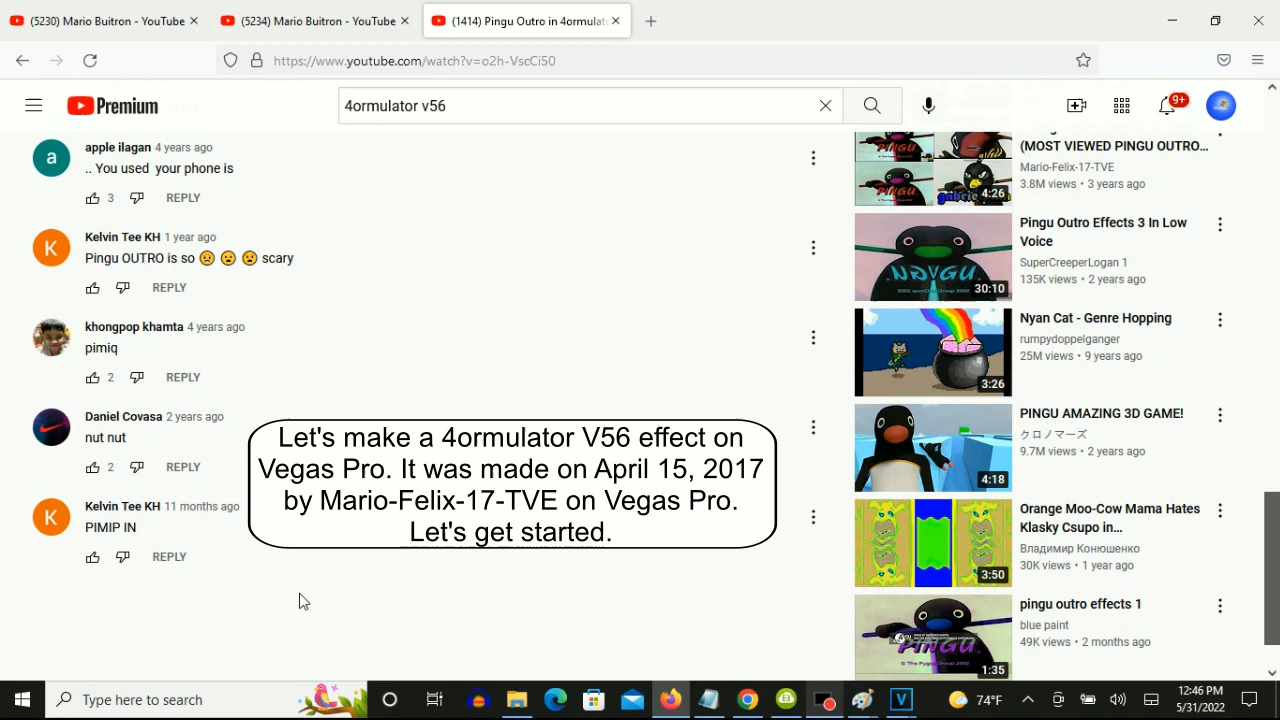 (5230) Mario Buitron - YouTube
(5234) Mario Buitron - YouTube
(1414) Pingu Outro in 4ormulat
https://www.youtube.com/watch?v=o2h-VscCi50
Premium
4ormulator v56
9+
a
apple ilagan 4 years ago
.. You used your phone is
3 REPLY
K
Kelvin Tee KH 1 year ago
Pingu OUTRO is so 😟 😦 😧 scary
REPLY
khongpop khamta 4 years ago
pimiq
2 REPLY
Daniel Covasa 2 years ago
nut nut
2 REPLY
K
Kelvin Tee KH 11 months ago
PIMIP IN
REPLY
Let's make a 4ormulator V56 effect on
Vegas Pro. It was made on April 15, 2017
by Mario-Felix-17-TVE on Vegas Pro.
Let's get started.
PINGU
PINGU
gabrie
4:26
(MOST VIEWED PINGU OUTRO...
Mario-Felix-17-TVE
3.8M views • 3 years ago
30:10
Pingu Outro Effects 3 In Low
Voice
SuperCreeperLogan 1
135K views • 2 years ago
3:26
Nyan Cat - Genre Hopping
rumpydoppelganger
25M views • 9 years ago
4:18
PINGU AMAZING 3D GAME!
クロノマーズ
9.7M views • 2 years ago
3:50
Orange Moo-Cow Mama Hates
Klasky Csupo in...
Владимир Конюшенко
30K views • 1 year ago
PINGU
© The Pygos Group 2002
1:35
pingu outro effects 1
blue paint
49K views • 2 months ago
Type here to search
V
74°F
12:46 PM
5/31/2022